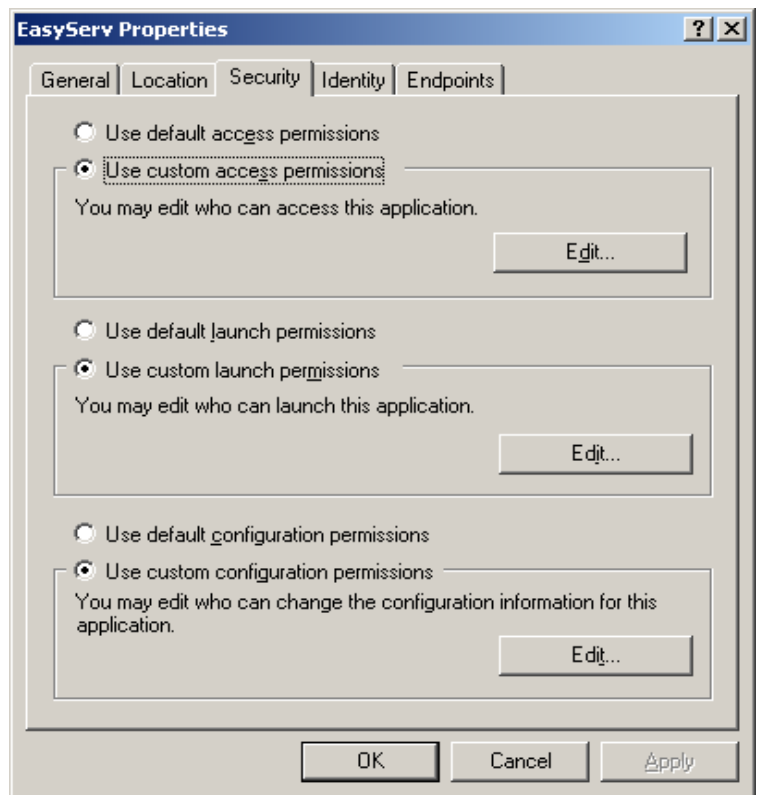 EasyServ Properties
General Location Security Identity Endpoints
Use default access permissions
Use custom access permissions
You may edit who can access this application.
Edit...
Use default launch permissions
Use custom launch permissions
You may edit who can launch this application.
Edit...
Use default configuration permissions
Use custom configuration permissions
You may edit who can change the configuration information for this
application.
Edit...
OK Cancel Apply